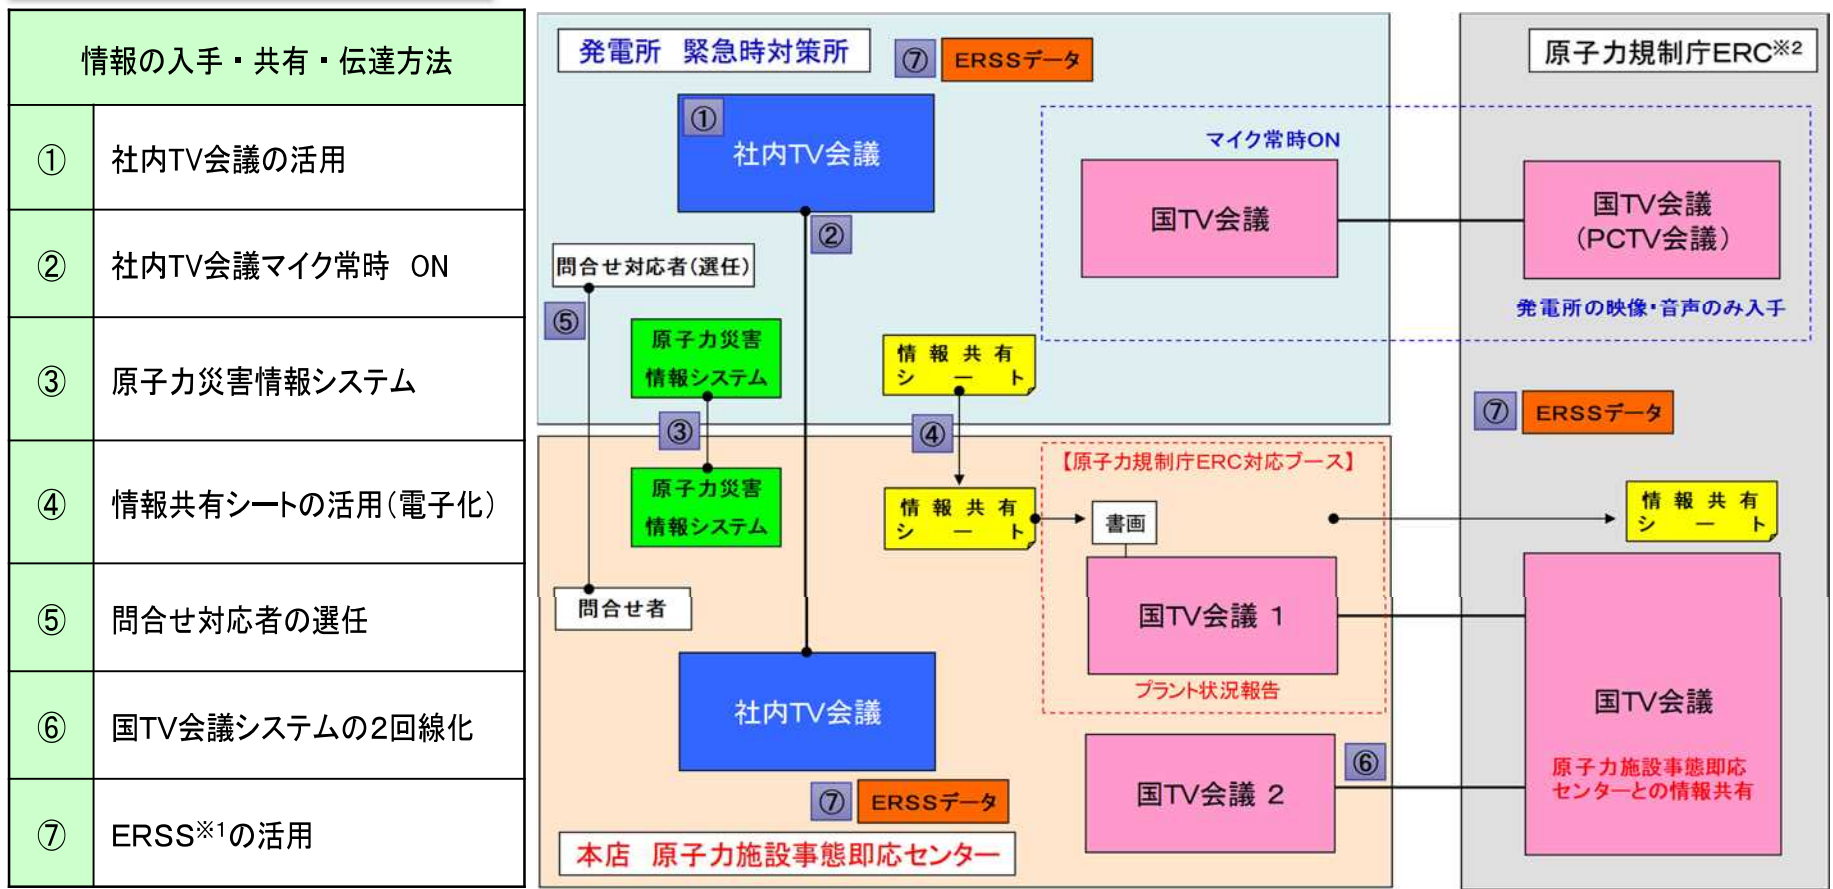 情報の入手・共有・伝達方法
① 社内TV会議の活用
② 社内TV会議マイク常時　ON
③ 原子力災害情報システム
④ 情報共有シートの活用(電子化)
⑤ 問合せ対応者の選任
⑥ 国TV会議システムの2回線化
⑦ ERSS※1の活用
発電所　緊急時対策所
⑦ ERSSデータ
①
社内TV会議
②
問合せ対応者(選任)
⑤
原子力災害
情報システム
③
情報共有
シート
④
マイク常時ON
国TV会議
原子力規制庁ERC※2
国TV会議
(PCTV会議)
発電所の映像・音声のみ入手
⑦ ERSSデータ
原子力災害
情報システム
情報共有
シート
【原子力規制庁ERC対応ブース】
書画
情報共有
シート
問合せ者
国TV会議 1
プラント状況報告
社内TV会議
⑦ ERSSデータ
国TV会議 2
⑥
国TV会議
原子力施設事態即応
センターとの情報共有
本店　原子力施設事態即応センター